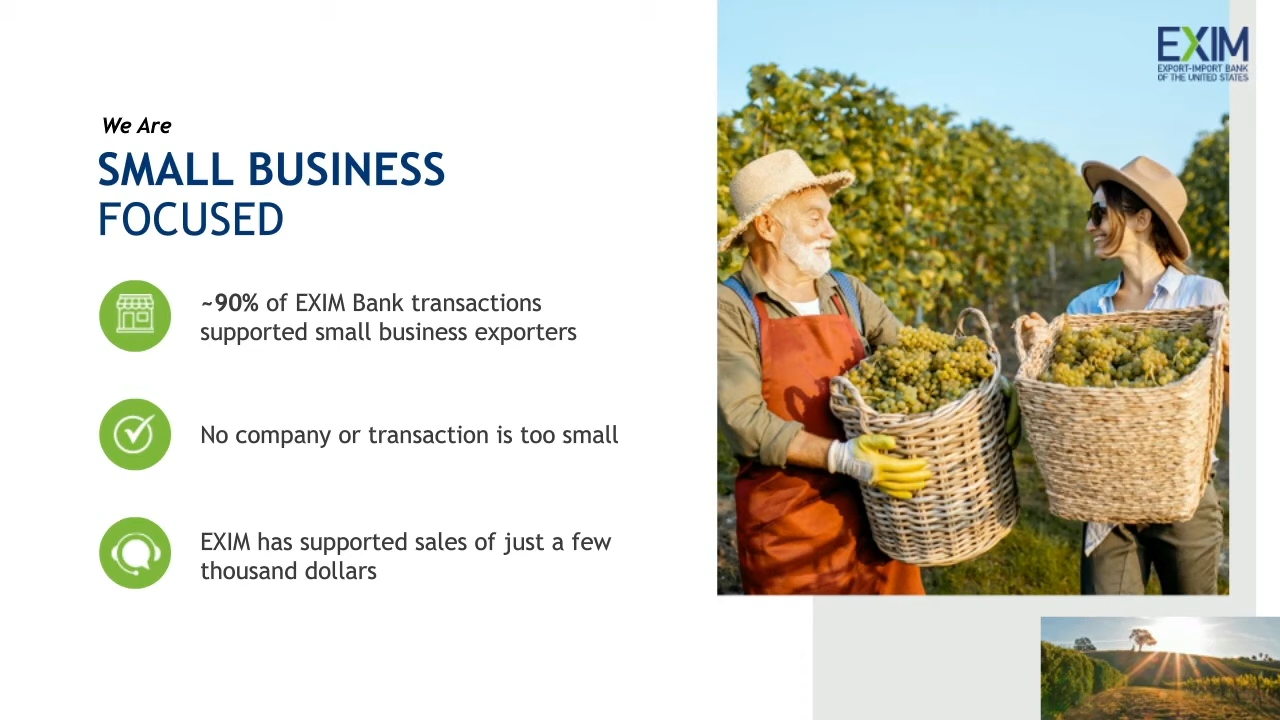 We Are
SMALL BUSINESS
FOCUSED
~90% of EXIM Bank transactions
supported small business exporters
No company or transaction is too small
EXIM has supported sales of just a few
thousand dollars
EXIM
EXPORT-IMPORT BANK
OF THE UNITED STATES